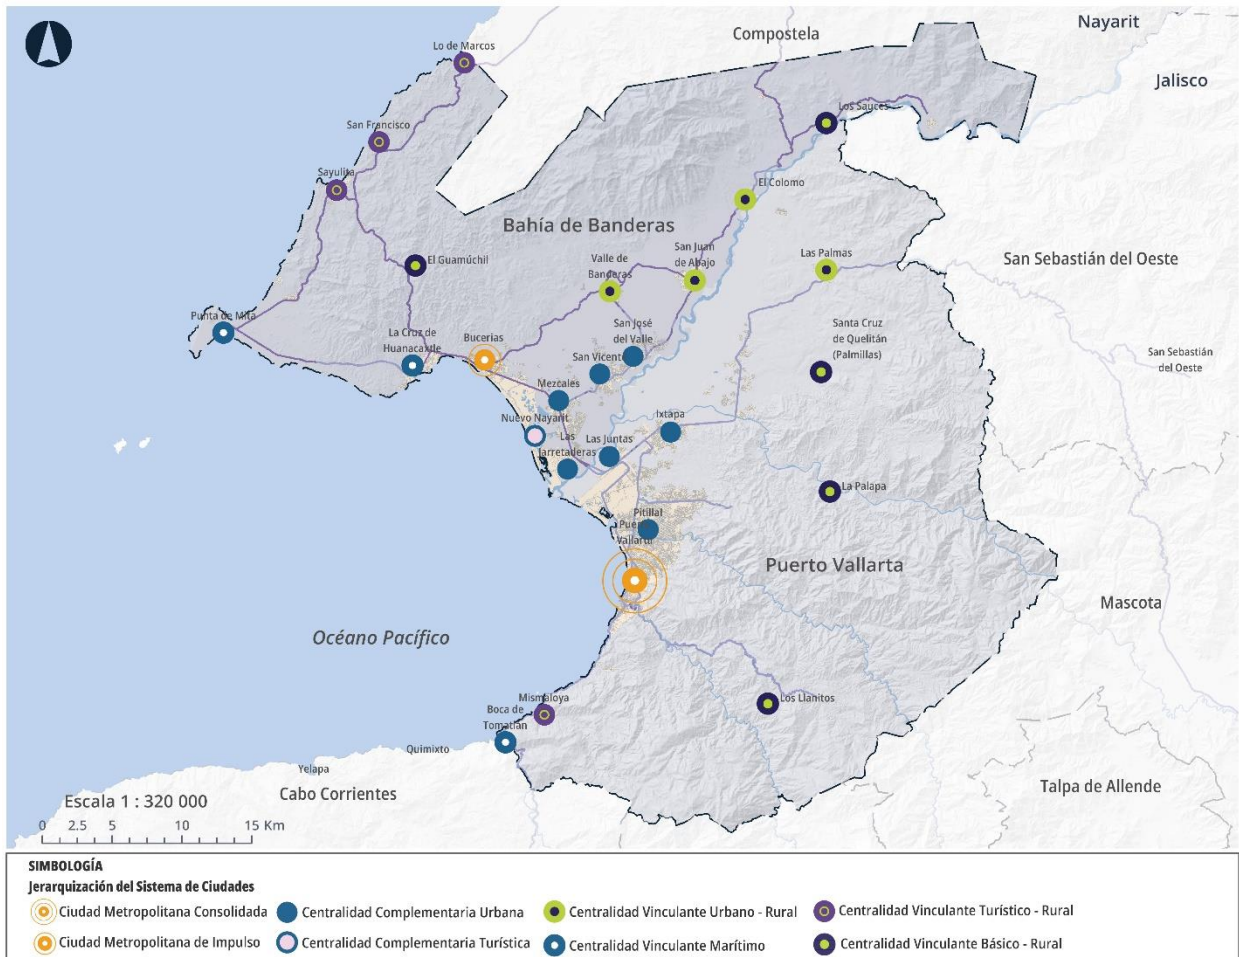 Nayarit
Compostela
Lo de Marcos
Jalisco
Los Sauces
San Francisco
Sayulita
El Colomo
Bahía de Banderas
San Juan
de Abajo
Las Palmas
Valle de
Banderas
El Guamúchil
San Sebastián del Oeste
Punta de Mita
La Cruz de
Huanacaxtle
Bucerias
San José
del Valle
Santa Cruz
de Quelitán
(Palmillas)
San Vicente
San Sebastián
del Oeste
Mezcales
Nuevo Nayarit
Ixtapa
Las
Jarretaderas
Las Juntas
La Palapa
Pitillal
Puerto
Vallarta
Puerto Vallarta
Mascota
Océano Pacífico
Mismaloya
Boca de
Tomatlán
Los Llanitos
Quimixto
Yelapa
Cabo Corrientes
Talpa de Allende
Escala 1 : 320 000
0 2.5 5 10 15 Km
SIMBOLOGÍA
Jerarquización del Sistema de Ciudades
Ciudad Metropolitana Consolidada
Centralidad Complementaria Urbana
Centralidad Vinculante Urbano - Rural
Centralidad Vinculante Turístico - Rural
Ciudad Metropolitana de Impulso
Centralidad Complementaria Turística
Centralidad Vinculante Marítimo
Centralidad Vinculante Básico - Rural